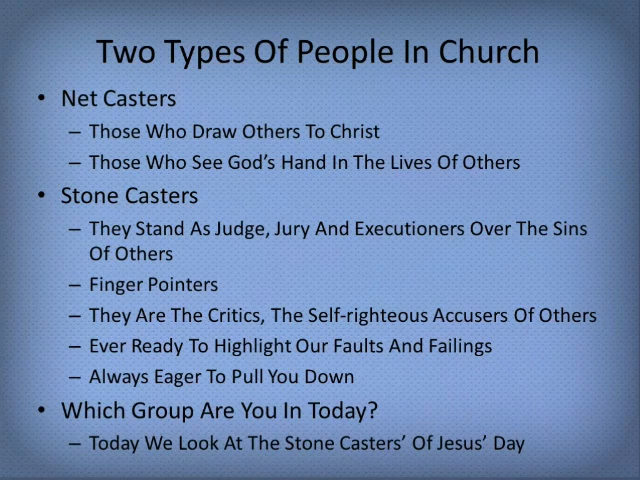 Two Types Of People In Church
• Net Casters
– Those Who Draw Others To Christ
– Those Who See God’s Hand In The Lives Of Others
• Stone Casters
– They Stand As Judge, Jury And Executioners Over The Sins
Of Others
– Finger Pointers
– They Are The Critics, The Self-righteous Accusers Of Others
– Ever Ready To Highlight Our Faults And Failings
– Always Eager To Pull You Down
• Which Group Are You In Today?
– Today We Look At The Stone Casters’ Of Jesus’ Day